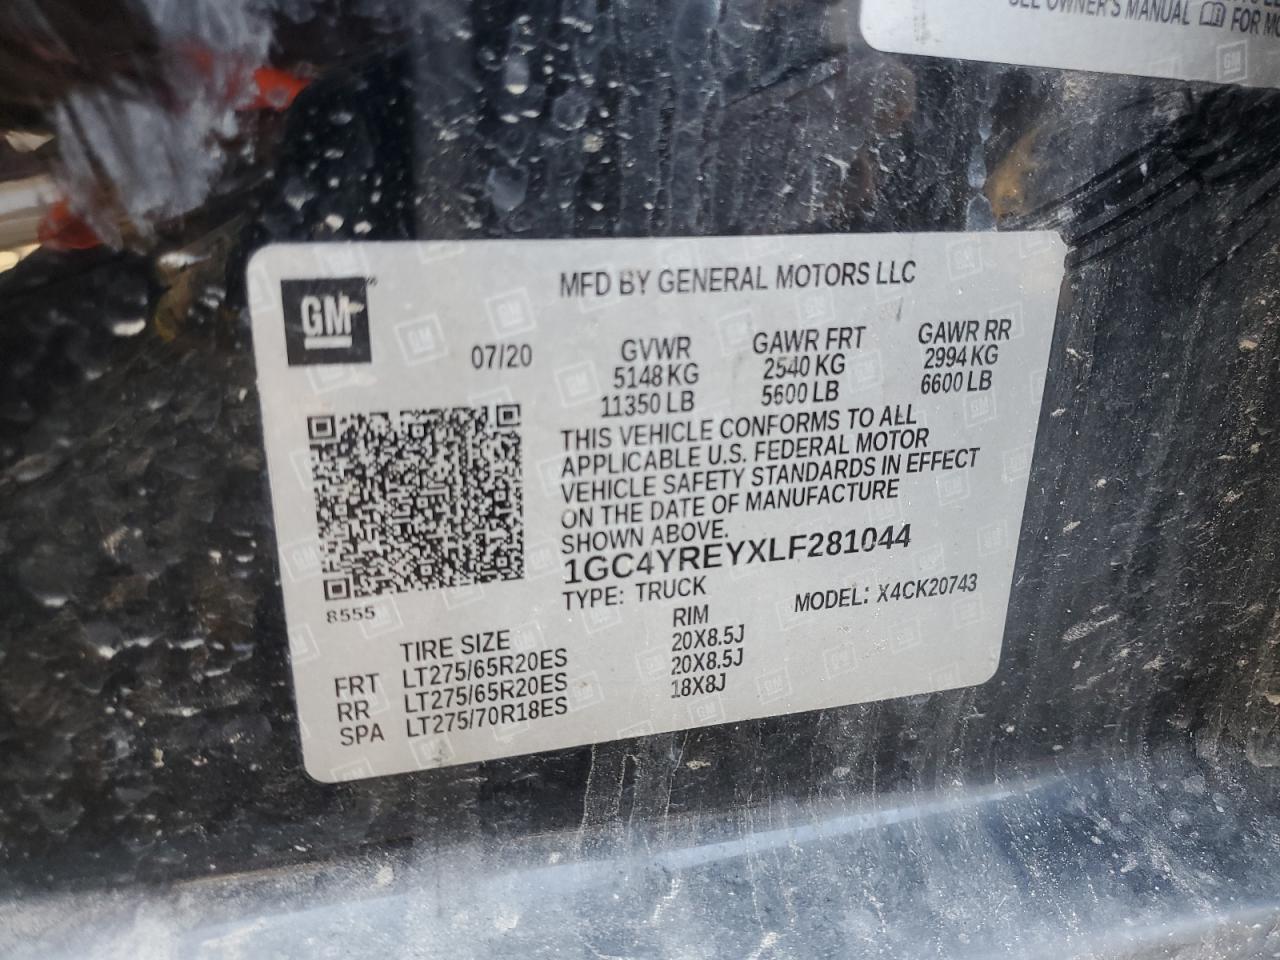 SEE OWNER'S MANUAL FOR
GM
MFD BY GENERAL MOTORS LLC
07/20
GVWR GAWR FRT GAWR RR
5148 KG 2540 KG 2994 KG
11350 LB 5600 LB 6600 LB
THIS VEHICLE CONFORMS TO ALL
APPLICABLE U.S. FEDERAL MOTOR
VEHICLE SAFETY STANDARDS IN EFFECT
ON THE DATE OF MANUFACTURE
SHOWN ABOVE.
1GC4YREYXLF281044
TYPE: TRUCK MODEL: X4CK20743
8555
TIRE SIZE RIM
FRT LT275/65R20ES 20X8.5J
RR LT275/65R20ES 20X8.5J
SPA LT275/70R18ES 18X8J